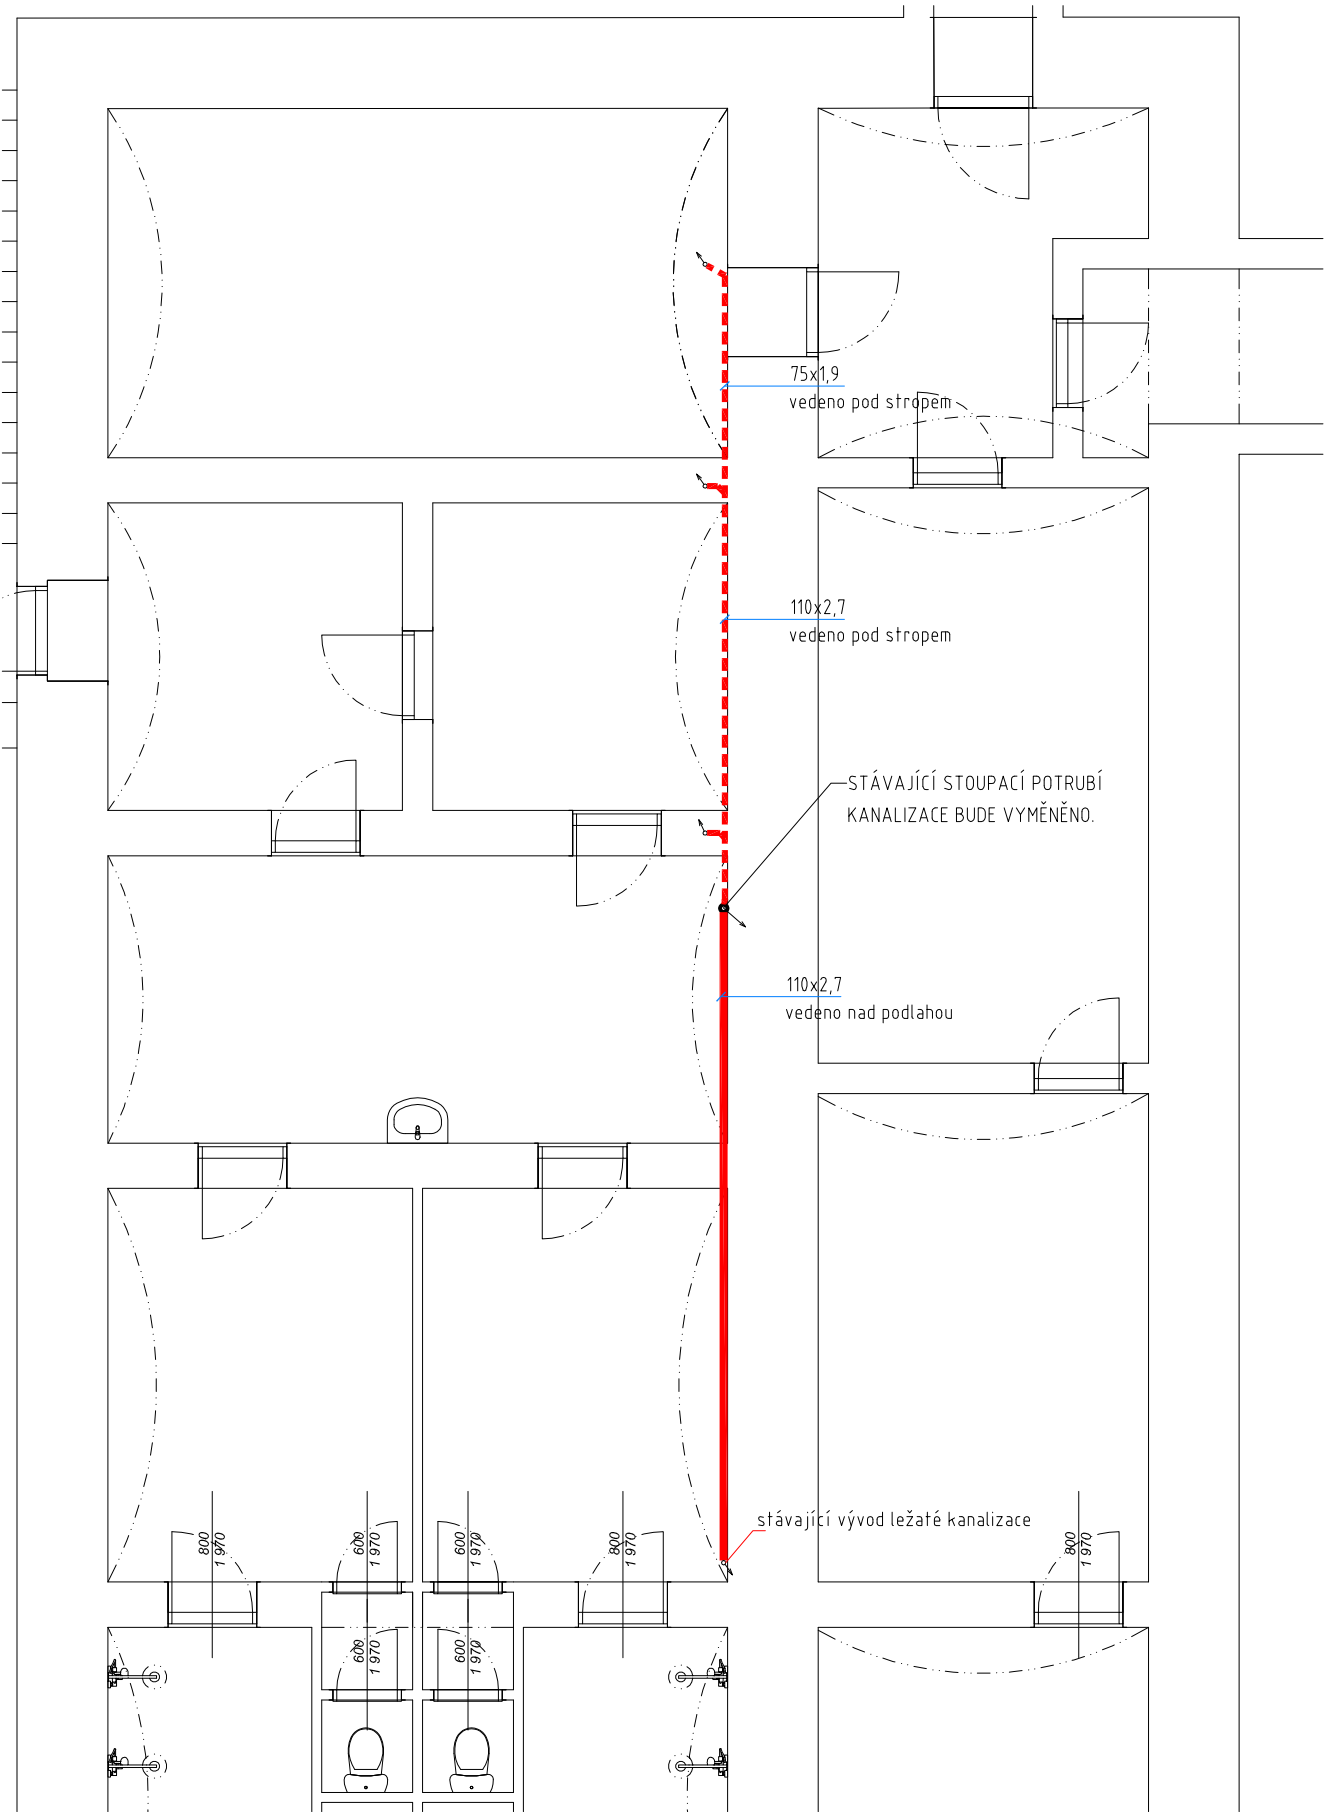 75x1,9
vedeno pod stropem
110x2,7
vedeno pod stropem
STÁVAJÍCÍ STOUPACÍ POTRUBÍ
KANALIZACE BUDE VYMĚNĚNO.
110x2,7
vedeno nad podlahou
stávající vývod ležaté kanalizace
800
1 970
600
1 970
600
1 970
800
1 970
800
1 970
600
1 970
600
1 970